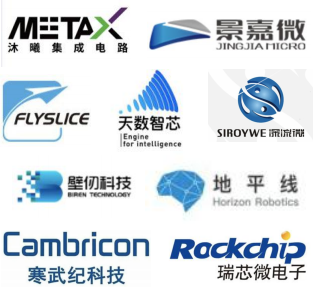 METAX
沐曦集成电路
景嘉微
JINGJIAMICRO
FLYSLICE
天数智芯
Engine
for intelligence
SIROYWE 深流微
壁仞科技
BIREN TECHNOLOGY
地平线
Horizon Robotics
Cambricon
寒武纪科技
Rockchip
瑞芯微电子